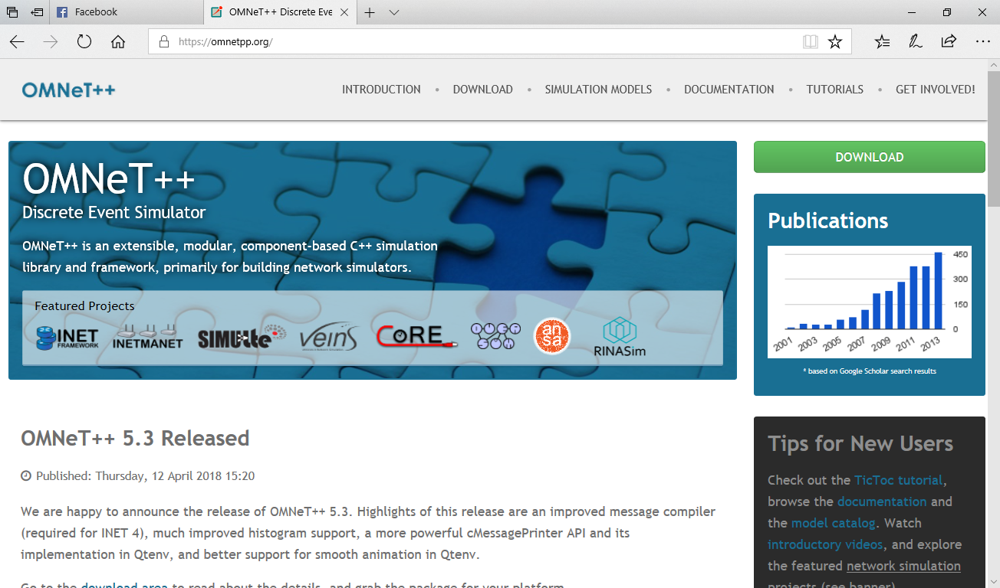 Facebook
OMNeT++ Discrete Eve
https://omnetpp.org/
OMNeT++
INTRODUCTION • DOWNLOAD • SIMULATION MODELS • DOCUMENTATION • TUTORIALS • GET INVOLVED!
OMNeT++
Discrete Event Simulator
OMNeT++ is an extensible, modular, component-based C++ simulation
library and framework, primarily for building network simulators.
Featured Projects
INET FRAMEWORK
INETMANET
SIMUlte
veins
CoRE
ansa
RINASim
DOWNLOAD
Publications
450
300
150
0
2001 2003 2005 2007 2009 2011 2013
* based on Google Scholar search results
OMNeT++ 5.3 Released
Published: Thursday, 12 April 2018 15:20
We are happy to announce the release of OMNeT++ 5.3. Highlights of this release are an improved message compiler
(required for INET 4), much improved histogram support, a more powerful cMessagePrinter API and its
implementation in Qtenv, and better support for smooth animation in Qtenv.
Go to the download area to read about the details, and grab the package for your platform.
Tips for New Users
Check out the TicToc tutorial,
browse the documentation and
the model catalog. Watch
introductory videos, and explore
the featured network simulation
projects (see banner)